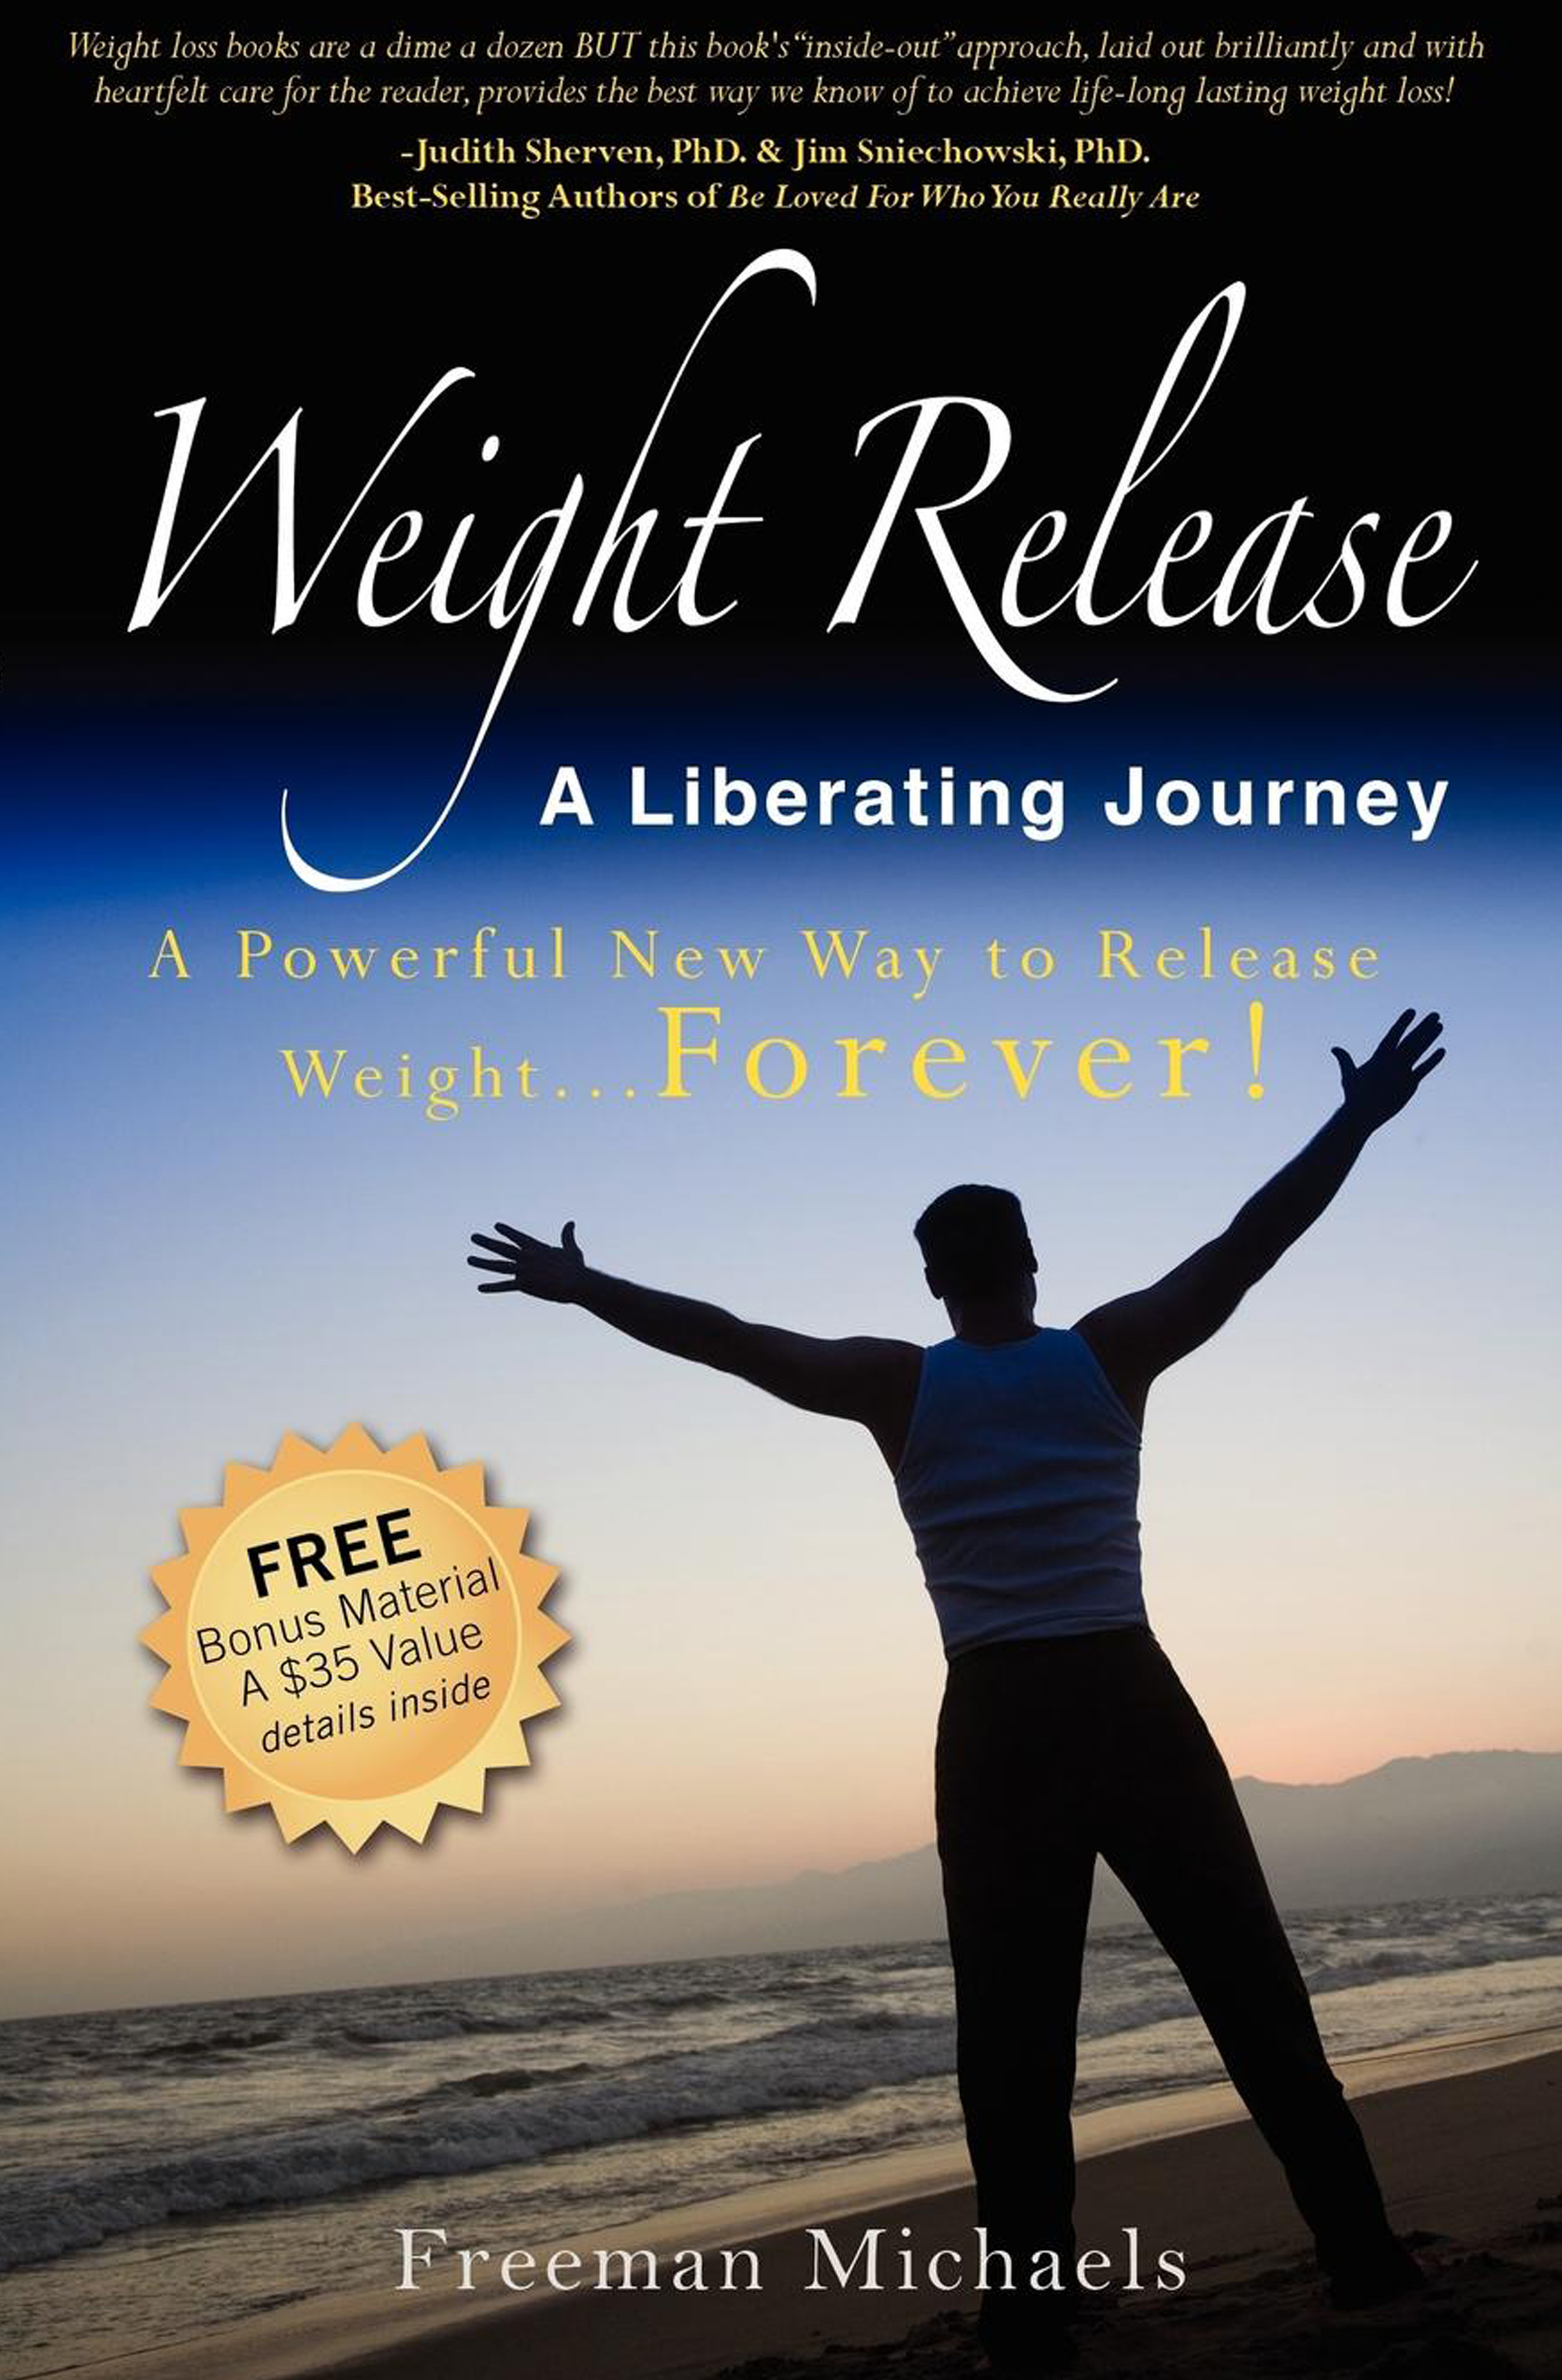 Weight loss books are a dime a dozen BUT this book's "inside-out" approach, laid out brilliantly and with
heartfelt care for the reader, provides the best way we know of to achieve life-long lasting weight loss!
-Judith Sherven, PhD. & Jim Sniechowski, PhD.
Best-Selling Authors of Be Loved For Who You Really Are
Weight Release
A Liberating Journey
A Powerful New Way to Release
Weight...Forever!
FREE
Bonus Material
A $35 Value
details inside
Freeman Michaels